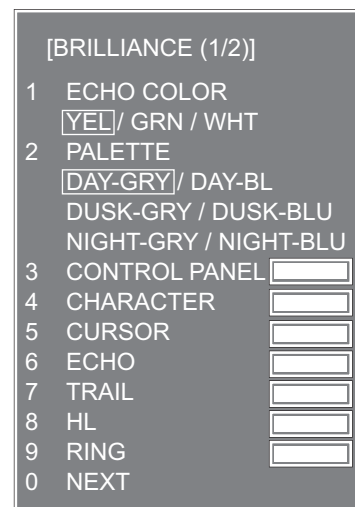 [BRILLIANCE (1/2)]
1 ECHO COLOR
YEL / GRN / WHT
2 PALETTE
DAY-GRY / DAY-BL
DUSK-GRY / DUSK-BLU
NIGHT-GRY / NIGHT-BLU
3 CONTROL PANEL
4 CHARACTER
5 CURSOR
6 ECHO
7 TRAIL
8 HL
9 RING
0 NEXT